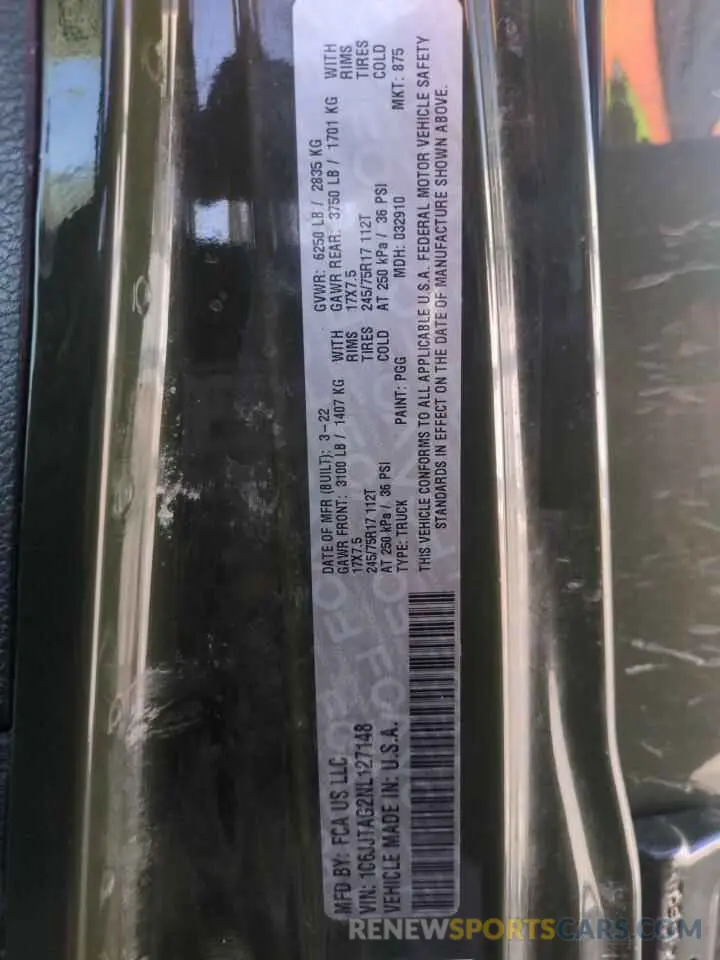 MFD BY: FCA US LLC
DATE OF MFR (BUILT): 3-22
GVWR: 6250 LB / 2835 KG
GAWR FRONT: 3100 LB / 1407 KG WITH
GAWR REAR: 3750 LB / 1701 KG WITH
17X7.5 RIMS
17X7.5 RIMS
245/75R17 112T TIRES
245/75R17 112T TIRES
AT 250 kPa / 36 PSI COLD
AT 250 kPa / 36 PSI COLD
VIN: 1C6JJTAG2NL127148
TYPE: TRUCK PAINT: PGG MDH: 032910 MKT: 875
VEHICLE MADE IN: U.S.A.
THIS VEHICLE CONFORMS TO ALL APPLICABLE U.S.A. FEDERAL MOTOR VEHICLE SAFETY
STANDARDS IN EFFECT ON THE DATE OF MANUFACTURE SHOWN ABOVE.
RENEWSPORTSCARS.COM